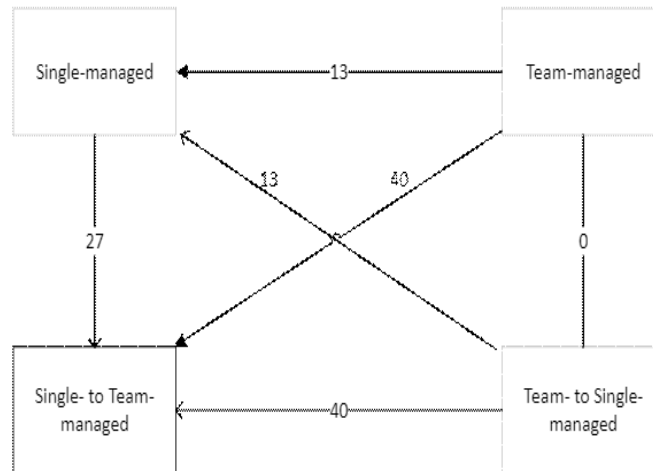 Single-managed
13
Team-managed
13
40
27
0
Single- to Team-
managed
40
Team- to Single-
managed